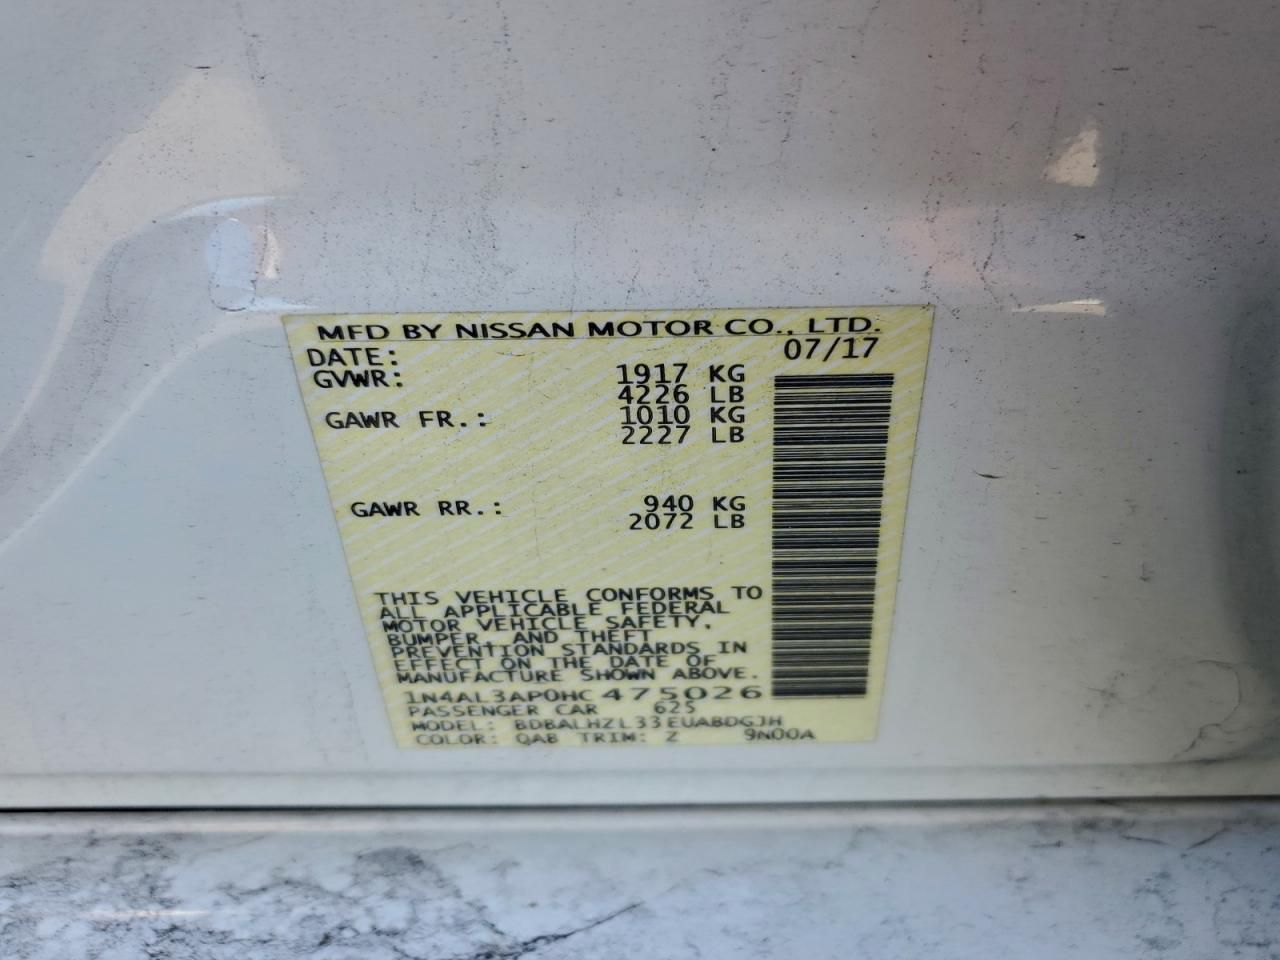 MFD BY NISSAN MOTOR CO., LTD.
DATE: 07/17
GVWR: 1917 KG
4226 LB
GAWR FR.: 1010 KG
2227 LB
GAWR RR.: 940 KG
2072 LB
THIS VEHICLE CONFORMS TO
ALL APPLICABLE FEDERAL
MOTOR VEHICLE SAFETY,
BUMPER, AND THEFT
PREVENTION STANDARDS IN
EFFECT ON THE DATE OF
MANUFACTURE SHOWN ABOVE.
1N4AL3AP0HC475026
PASSENGER CAR 625
MODEL: BDBALHZL33EUABDGJH
COLOR: QAB TRIM: Z 9N00A